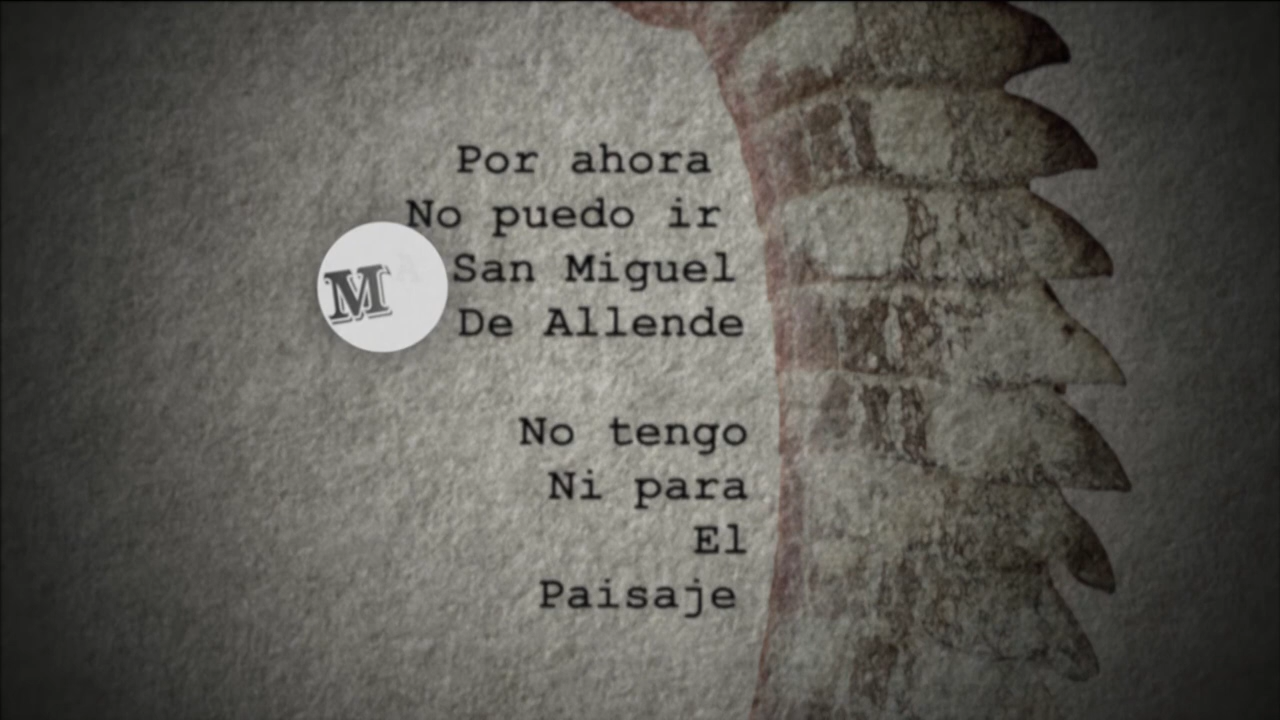 Por ahora
No puedo ir
M
San Miguel
De Allende
No tengo
Ni para
El
Paisaje